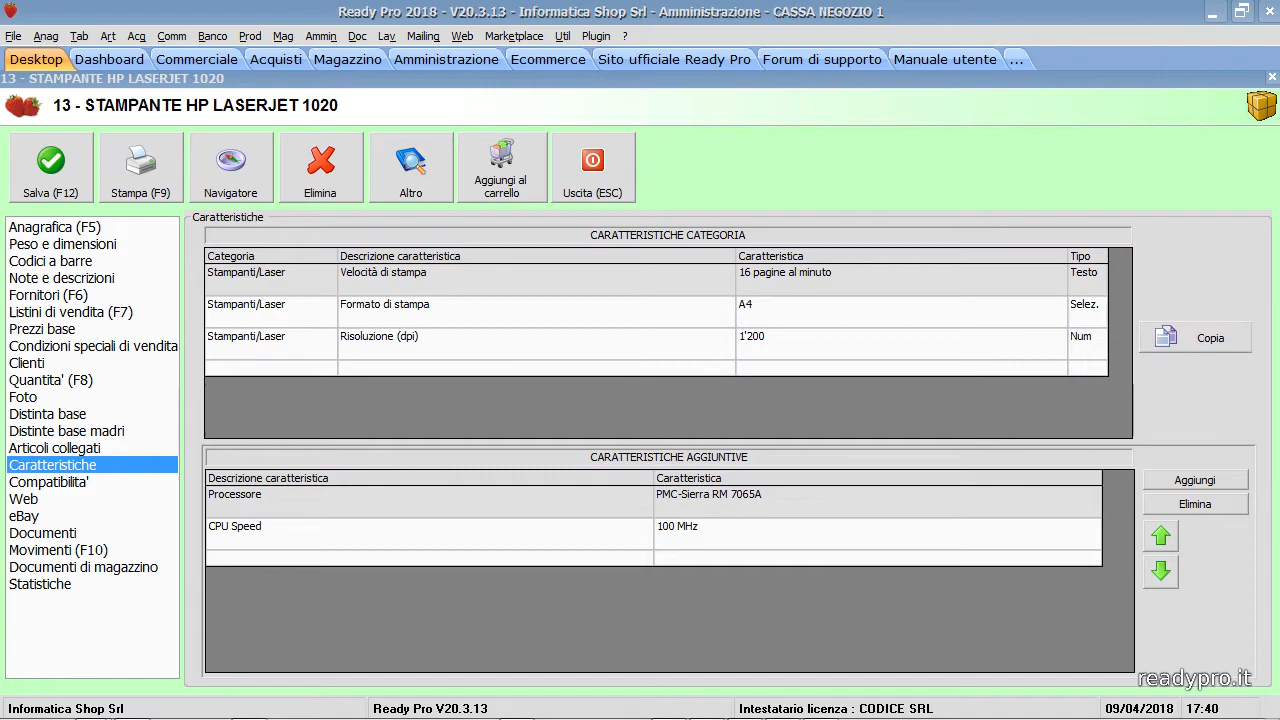 Ready Pro 2018 - V20.3.13 - Informatica Shop Srl - Amministrazione - CASSA NEGOZIO 1
File Anag Tab Art Acq Comm Banco Prod Mag Ammin Doc Lav Mailing Web Marketplace Util Plugin ?
Desktop Dashboard Commerciale Acquisti Magazzino Amministrazione Ecommerce Sito ufficiale Ready Pro Forum di supporto Manuale utente ...
13 - STAMPANTE HP LASERJET 1020
13 - STAMPANTE HP LASERJET 1020
Salva (F12) Stampa (F9) Navigatore Elimina Altro Aggiungi al carrello Uscita (ESC)
Anagrafica (F5)
Peso e dimensioni
Codici a barre
Note e descrizioni
Fornitori (F6)
Listini di vendita (F7)
Prezzi base
Condizioni speciali di vendita
Clienti
Quantita' (F8)
Foto
Distinta base
Distinte base madri
Articoli collegati
Caratteristiche
Compatibilita'
Web
eBay
Documenti
Movimenti (F10)
Documenti di magazzino
Statistiche
Caratteristiche
CARATTERISTICHE CATEGORIA
Categoria Descrizione caratteristica Caratteristica Tipo
Stampanti/Laser Velocità di stampa 16 pagine al minuto Testo
Stampanti/Laser Formato di stampa A4 Selez.
Stampanti/Laser Risoluzione (dpi) 1'200 Num
Copia
CARATTERISTICHE AGGIUNTIVE
Descrizione caratteristica Caratteristica
Processore PMC-Sierra RM 7065A
CPU Speed 100 MHz
Aggiungi
Elimina
readypro.it
Informatica Shop Srl Ready Pro V20.3.13 Intestatario licenza : CODICE SRL 09/04/2018 17:40